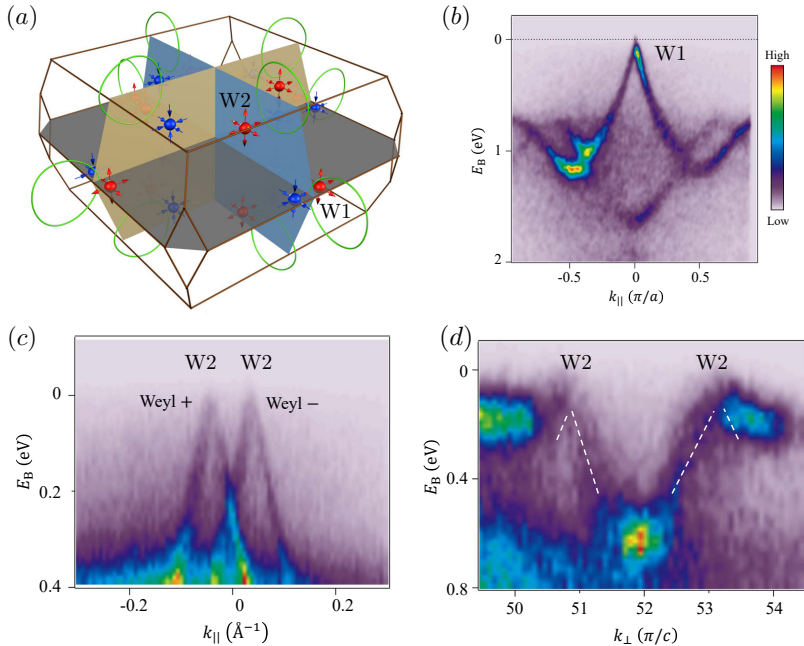 (a)
W2
W1
(b)
W1
0
1
2
E_B (eV)
-0.5
0
0.5
k_|| (π/a)
High
Low
(c)
W2 W2
Weyl + Weyl −
0
0.2
0.4
E_B (eV)
-0.2
0
0.2
k_|| (Å⁻¹)
(d)
W2 W2
0
0.4
0.8
E_B (eV)
50
51
52
53
54
k_⊥ (π/c)